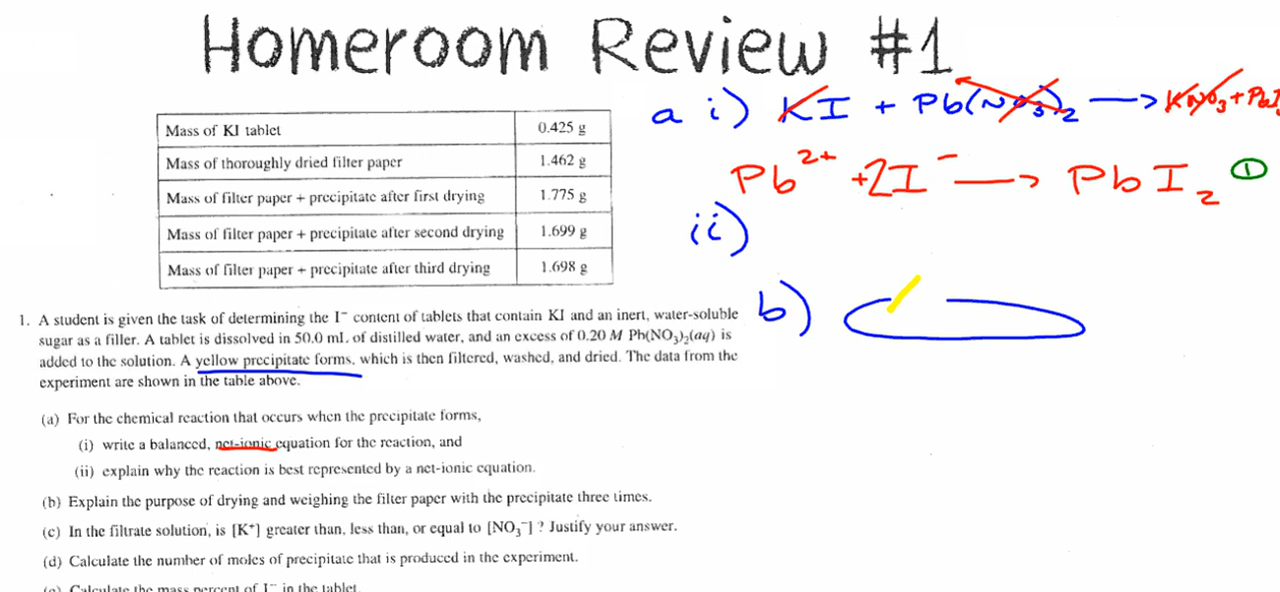 Homeroom Review #1
a i) KI + Pb(NO₃)₂ —> KNO₃ + PbI₂
Pb²⁺ + 2I⁻ —> PbI₂ ①
ii)
b)
Mass of KI tablet 0.425 g
Mass of thoroughly dried filter paper 1.462 g
Mass of filter paper + precipitate after first drying 1.775 g
Mass of filter paper + precipitate after second drying 1.699 g
Mass of filter paper + precipitate after third drying 1.698 g
1. A student is given the task of determining the I⁻ content of tablets that contain KI and an inert, water-soluble
sugar as a filler. A tablet is dissolved in 50.0 mL of distilled water, and an excess of 0.20 M Pb(NO₃)₂(aq) is
added to the solution. A yellow precipitate forms, which is then filtered, washed, and dried. The data from the
experiment are shown in the table above.
(a) For the chemical reaction that occurs when the precipitate forms,
(i) write a balanced, net-ionic equation for the reaction, and
(ii) explain why the reaction is best represented by a net-ionic equation.
(b) Explain the purpose of drying and weighing the filter paper with the precipitate three times.
(c) In the filtrate solution, is [K⁺] greater than, less than, or equal to [NO₃⁻] ? Justify your answer.
(d) Calculate the number of moles of precipitate that is produced in the experiment.
(e) Calculate the mass percent of I⁻ in the tablet.